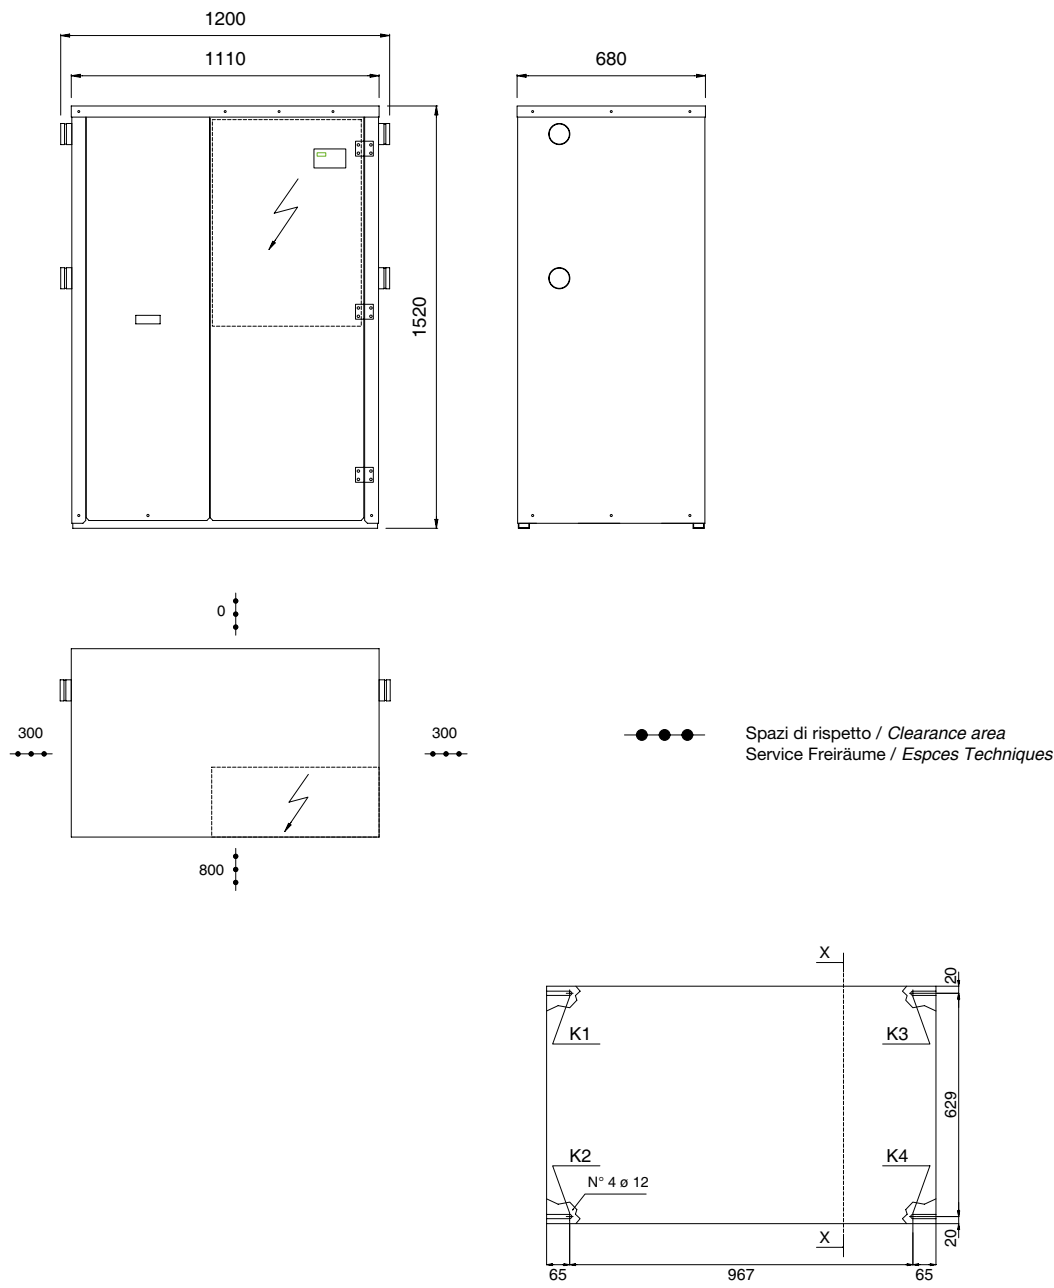 1200
1110
680
1520
0
300
300
800
Spazi di rispetto / Clearance area
Service Freiräume / Espces Techniques
X
20
K1
K3
629
K2
K4
N° 4 ø 12
X
20
65
967
65